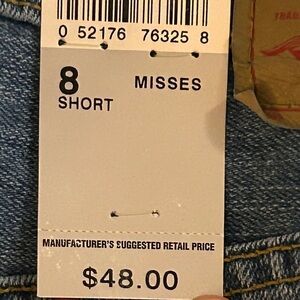 0 52176 76325 8
8 MISSES
SHORT
MANUFACTURER'S SUGGESTED RETAIL PRICE
$48.00